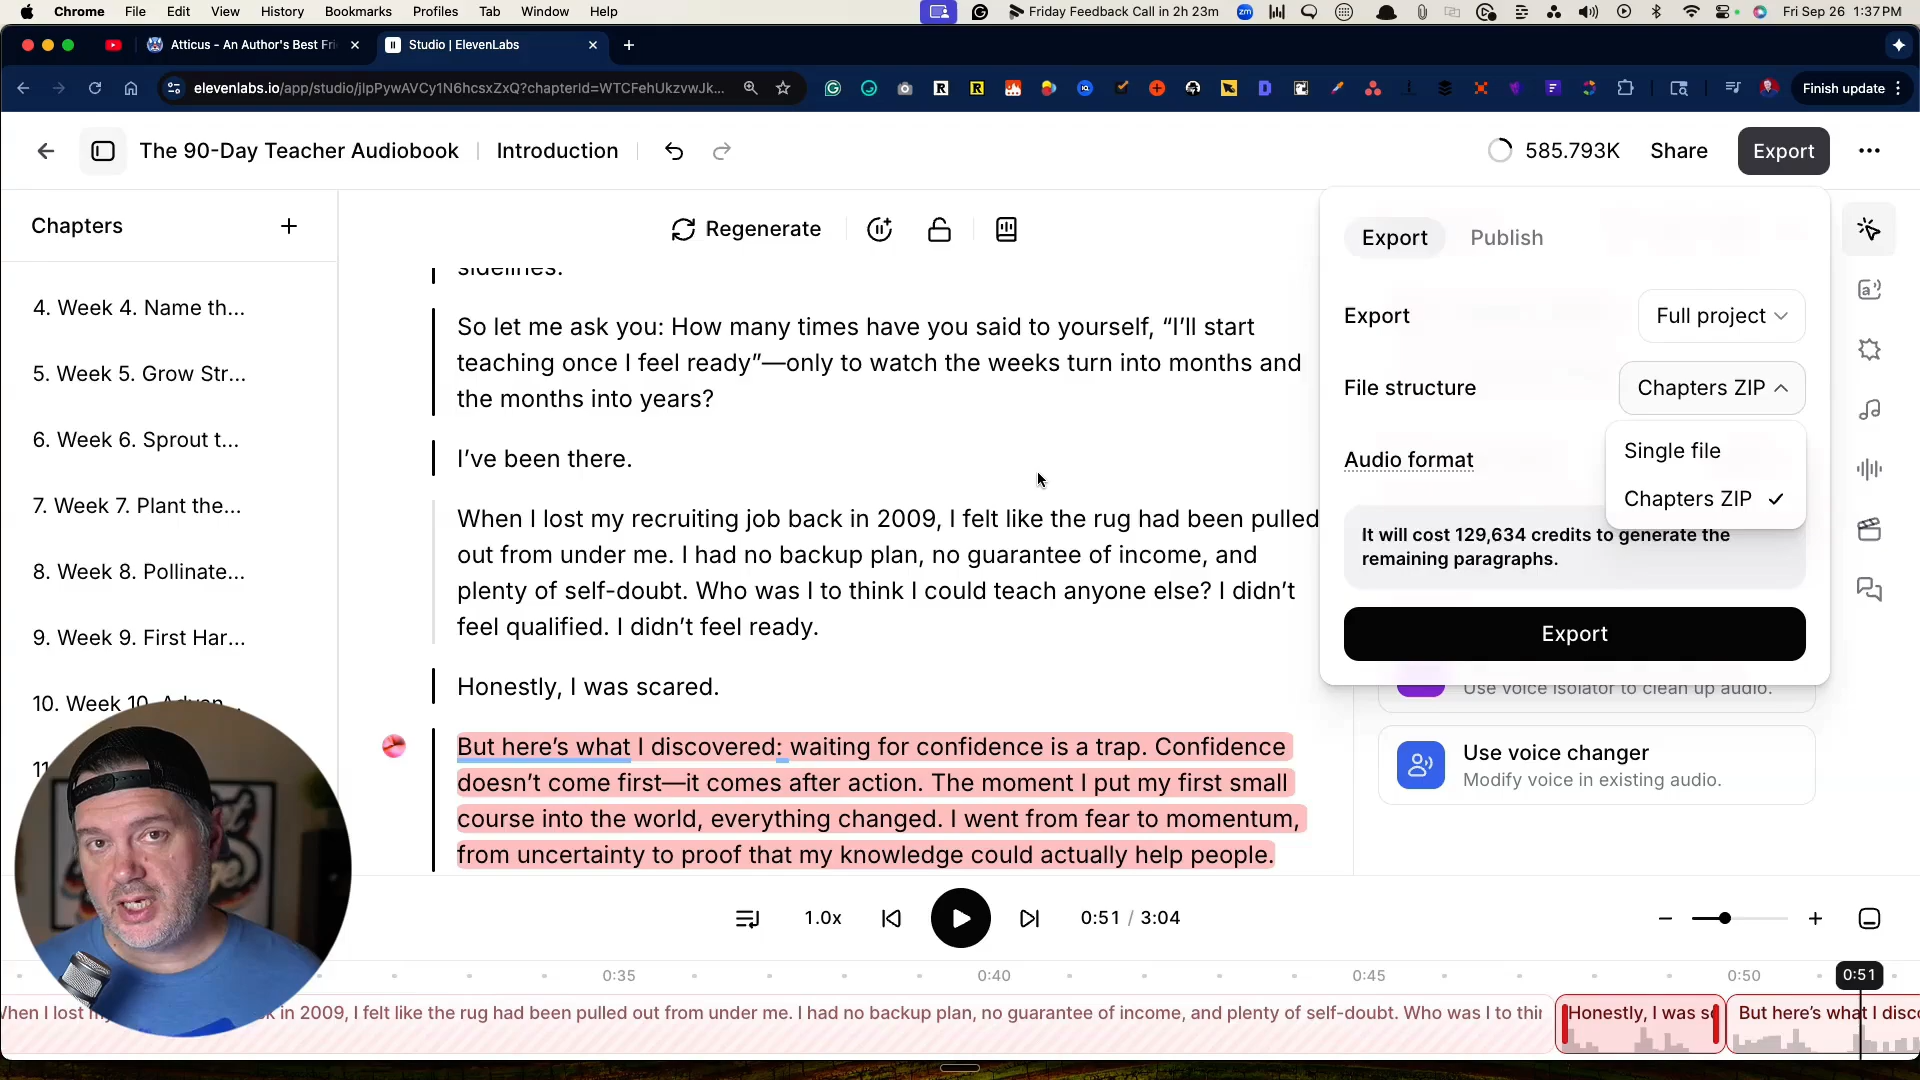 Chrome File Edit View History Bookmarks Profiles Tab Window Help
Friday Feedback Call in 2h 23m
Fri Sep 26 1:37 PM
Atticus - An Author's Best Fri
Studio | ElevenLabs
elevenlabs.io/app/studio/jIpPywAVCy1N6hcsxZxQ?chapterId=WTCFehUkzvwJk...
Finish update
The 90-Day Teacher Audiobook
Introduction
585.793K
Share
Export
Chapters
4. Week 4. Name th...
5. Week 5. Grow Str...
6. Week 6. Sprout t...
7. Week 7. Plant the...
8. Week 8. Pollinate...
9. Week 9. First Har...
10. Week 10. Advan...
11
Regenerate
sidelines.
So let me ask you: How many times have you said to yourself, “I’ll start
teaching once I feel ready”—only to watch the weeks turn into months and
the months into years?
I’ve been there.
When I lost my recruiting job back in 2009, I felt like the rug had been pulled
out from under me. I had no backup plan, no guarantee of income, and
plenty of self-doubt. Who was I to think I could teach anyone else? I didn’t
feel qualified. I didn’t feel ready.
Honestly, I was scared.
But here’s what I discovered: waiting for confidence is a trap. Confidence
doesn’t come first—it comes after action. The moment I put my first small
course into the world, everything changed. I went from fear to momentum,
from uncertainty to proof that my knowledge could actually help people.
Export Publish
Export Full project
File structure Chapters ZIP
Single file
Audio format
Chapters ZIP
It will cost 129,634 credits to generate the
remaining paragraphs.
Export
Use voice isolator to clean up audio.
Use voice changer
Modify voice in existing audio.
1.0x
0:51 / 3:04
0:35 0:40 0:45 0:50 0:51
When I lost my
k in 2009, I felt like the rug had been pulled out from under me. I had no backup plan, no guarantee of income, and plenty of self-doubt. Who was I to thin
Honestly, I was s
But here’s what I disco